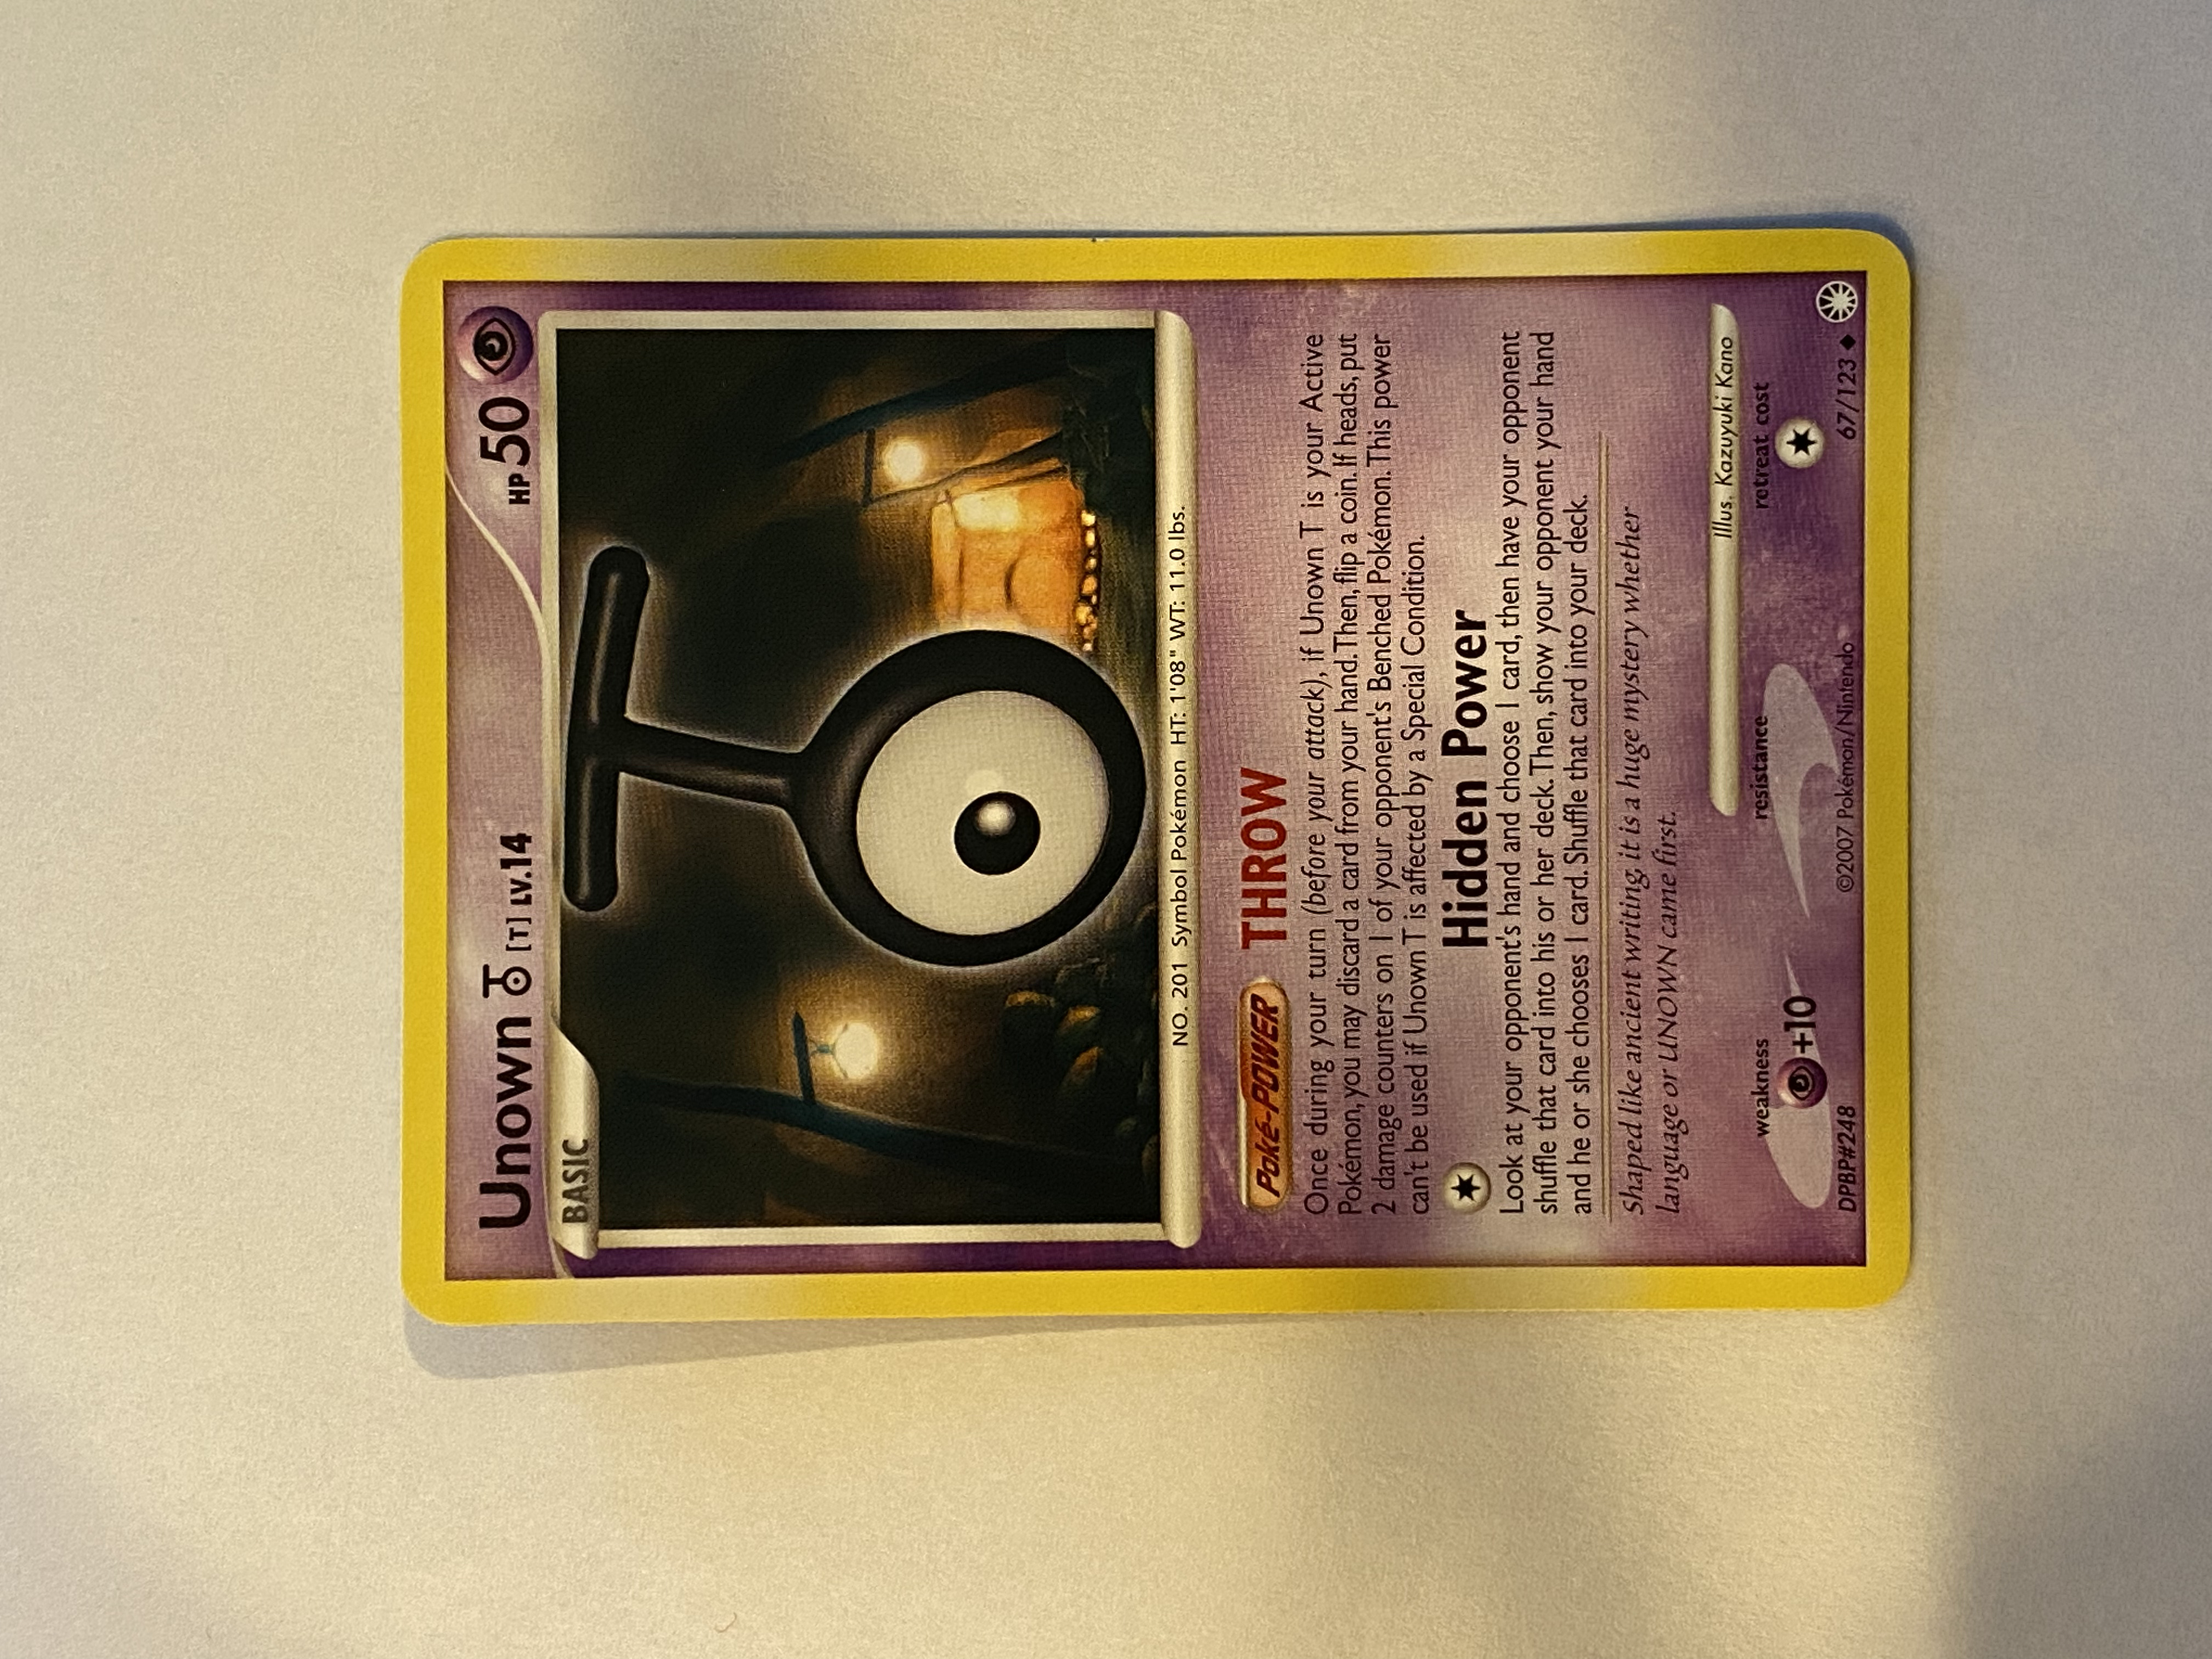 Unown T [T] LV.14 HP 50
BASIC
NO. 201 Symbol Pokémon HT: 1'08" WT: 11.0 lbs.
Poké-POWER THROW
Once during your turn (before your attack), if Unown T is your Active
Pokémon, you may discard a card from your hand. Then, flip a coin. If heads, put
2 damage counters on 1 of your opponent's Benched Pokémon. This power
can't be used if Unown T is affected by a Special Condition.
Hidden Power
Look at your opponent's hand and choose 1 card, then have your opponent
shuffle that card into his or her deck. Then, show your opponent your hand
and he or she chooses 1 card. Shuffle that card into your deck.
Shaped like ancient writing, it is a huge mystery whether
language or UNOWN came first.
Illus. Kazuyuki Kano
weakness resistance retreat cost
+10
DPBP#248 ©2007 Pokémon/Nintendo 67/123